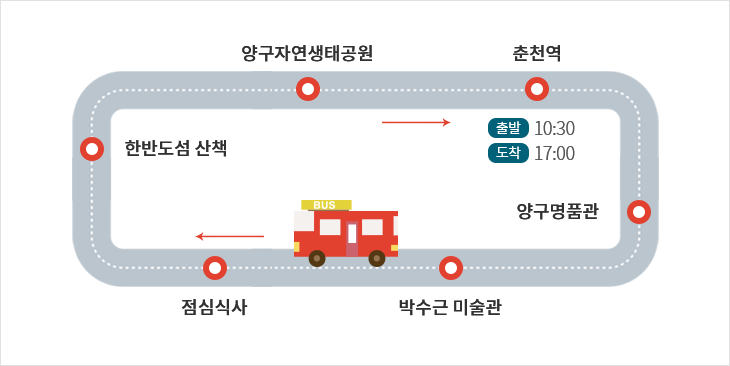 양구자연생태공원
춘천역
출발 10:30
도착 17:00
한반도섬 산책
양구명품관
BUS
점심식사
박수근 미술관